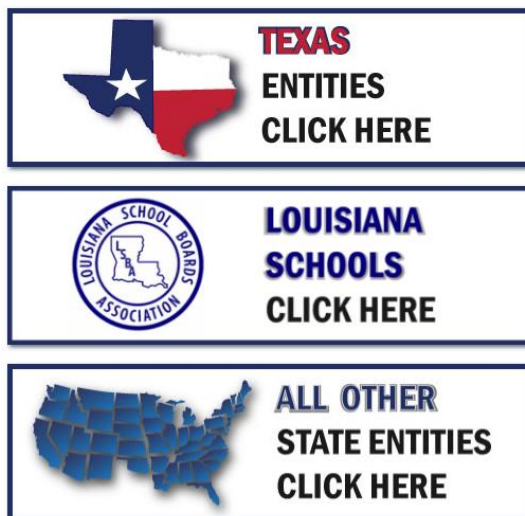 TEXAS
ENTITIES
CLICK HERE
LOUISIANA SCHOOL BOARDS
LSBA
ASSOCIATION
LOUISIANA
SCHOOLS
CLICK HERE
ALL OTHER
STATE ENTITIES
CLICK HERE